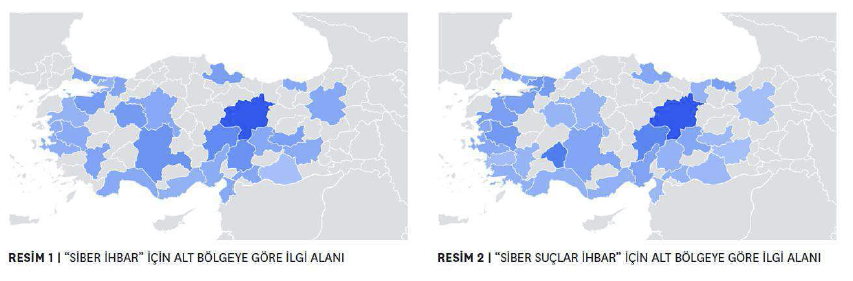 RESİM 1 | “SİBER İHBAR” İÇİN ALT BÖLGEYE GÖRE İLGİ ALANI
RESİM 2 | “SİBER SUÇLAR İHBAR” İÇİN ALT BÖLGEYE GÖRE İLGİ ALANI